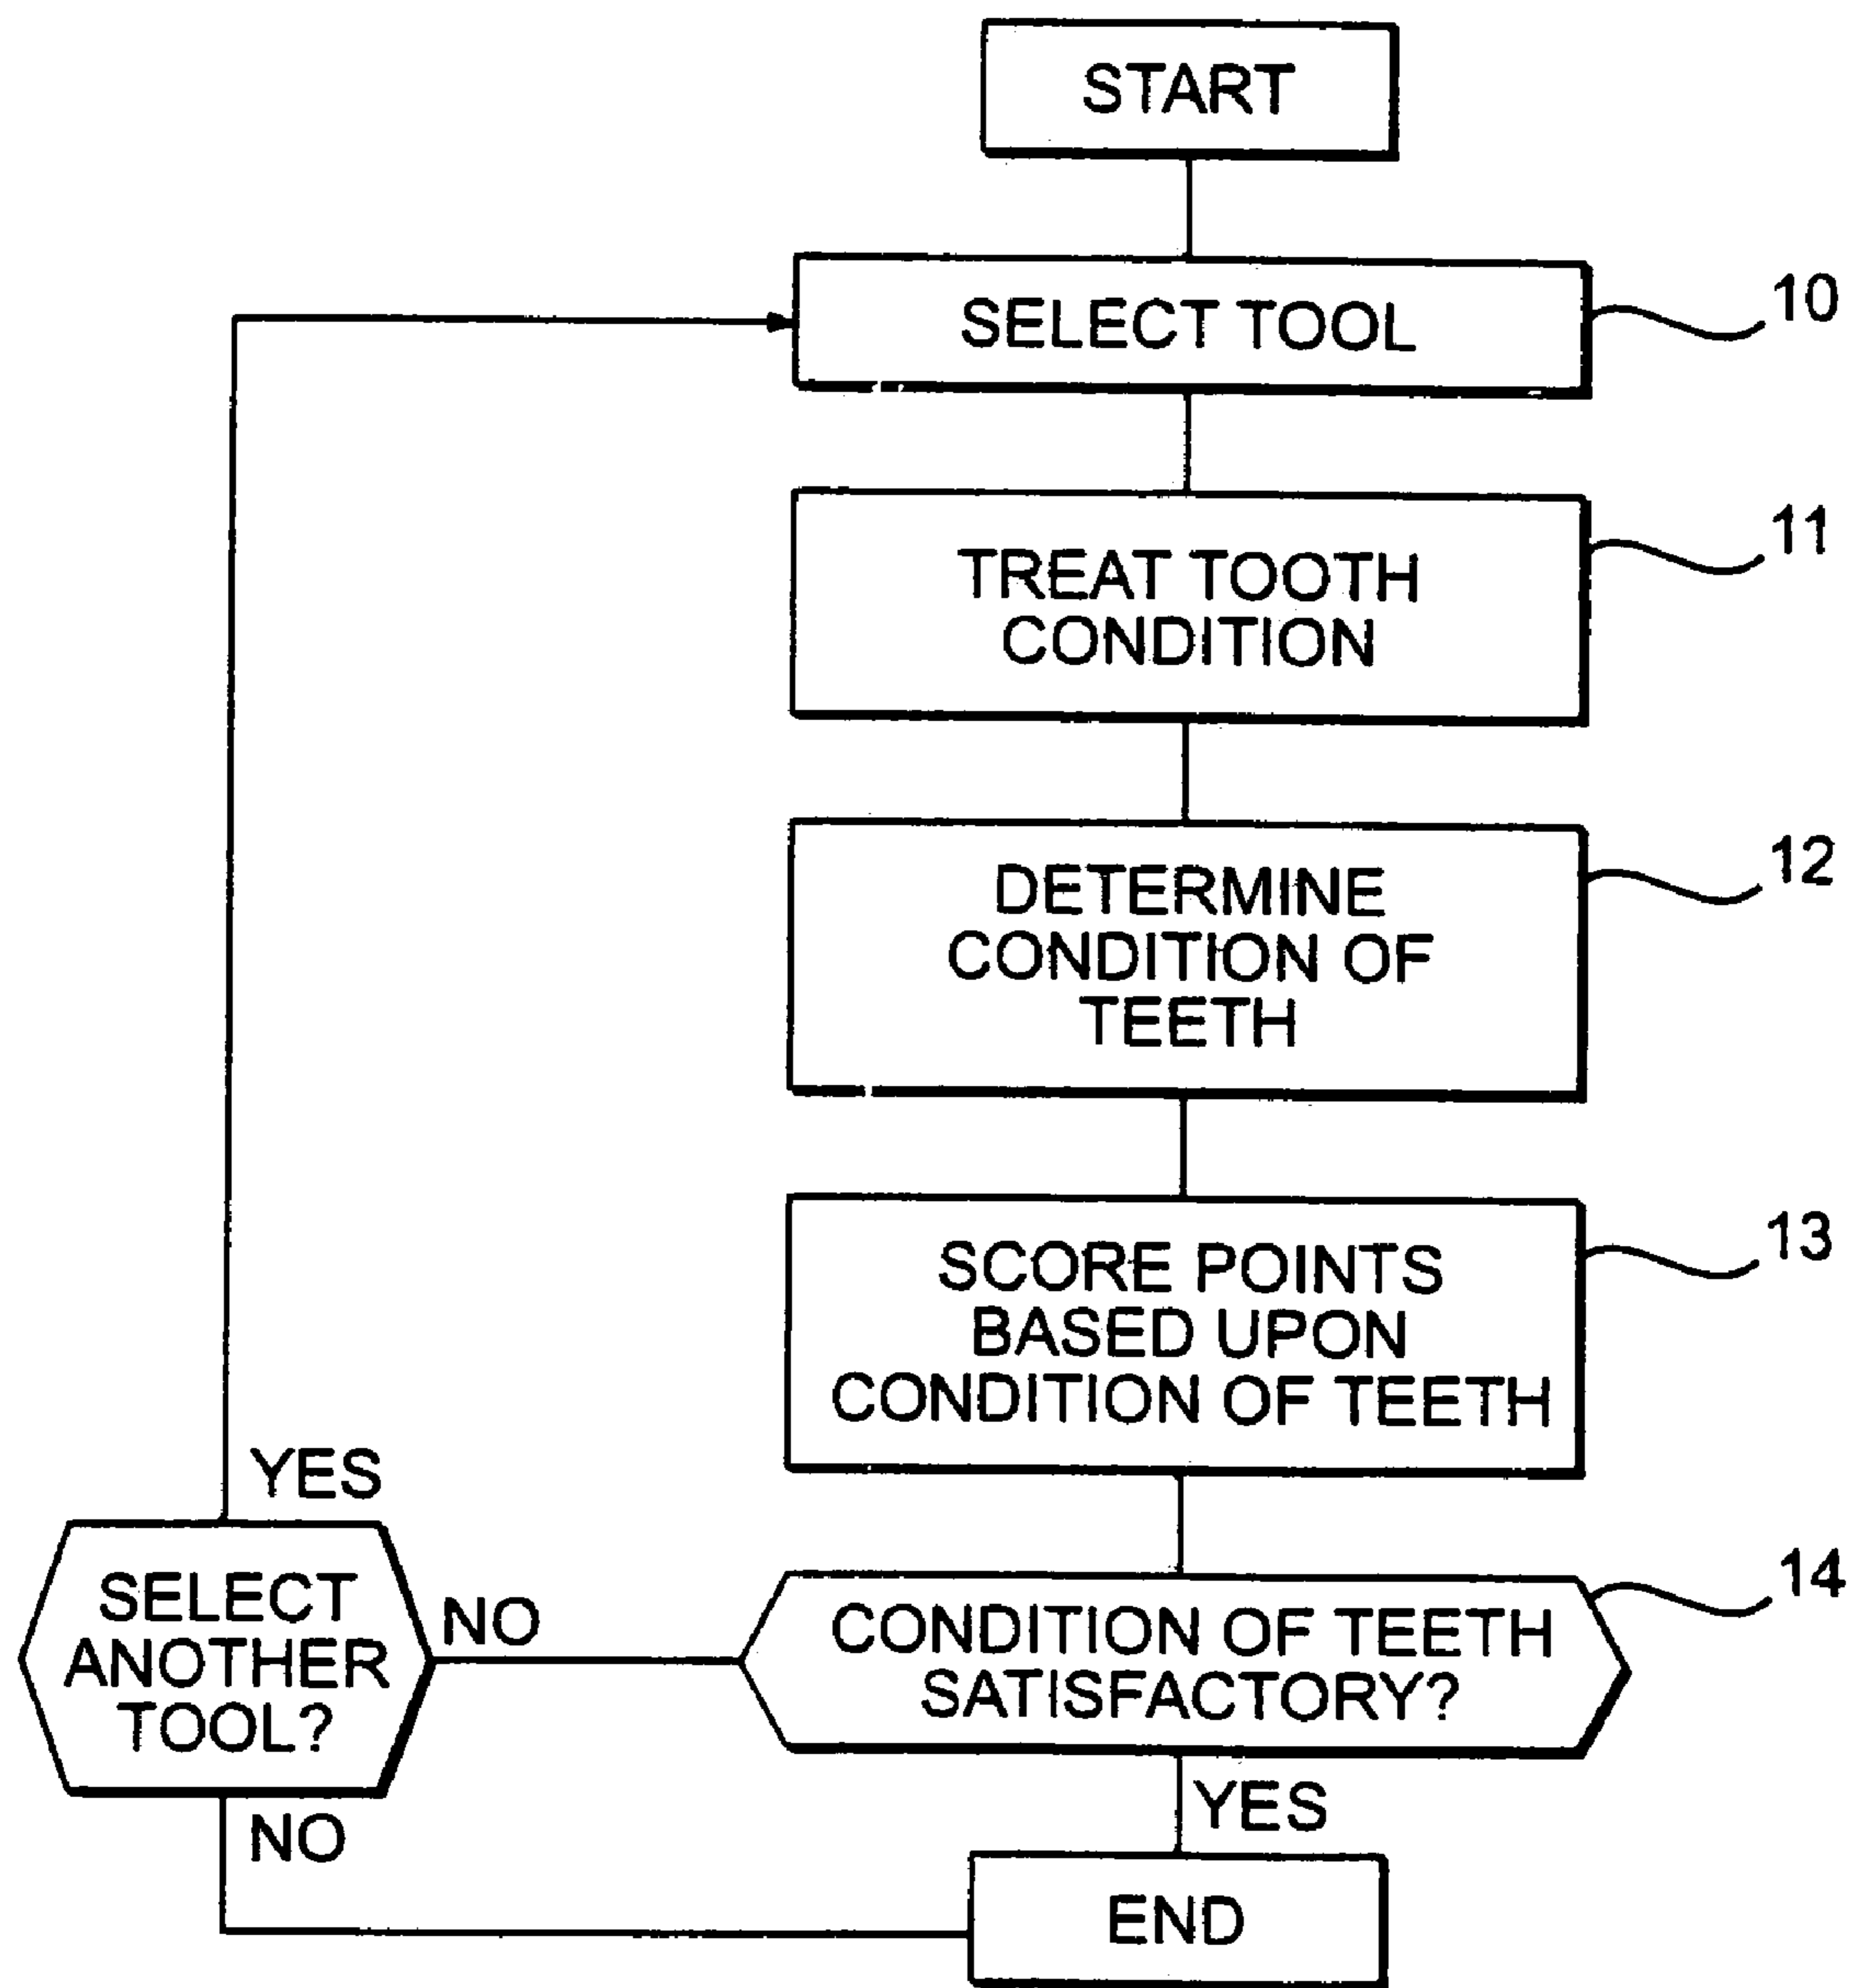 START
SELECT TOOL
10
TREAT TOOTH
CONDITION
11
DETERMINE
CONDITION OF
TEETH
12
SCORE POINTS
BASED UPON
CONDITION OF TEETH
13
YES
SELECT
ANOTHER
TOOL?
NO
CONDITION OF TEETH
SATISFACTORY?
14
NO
YES
END